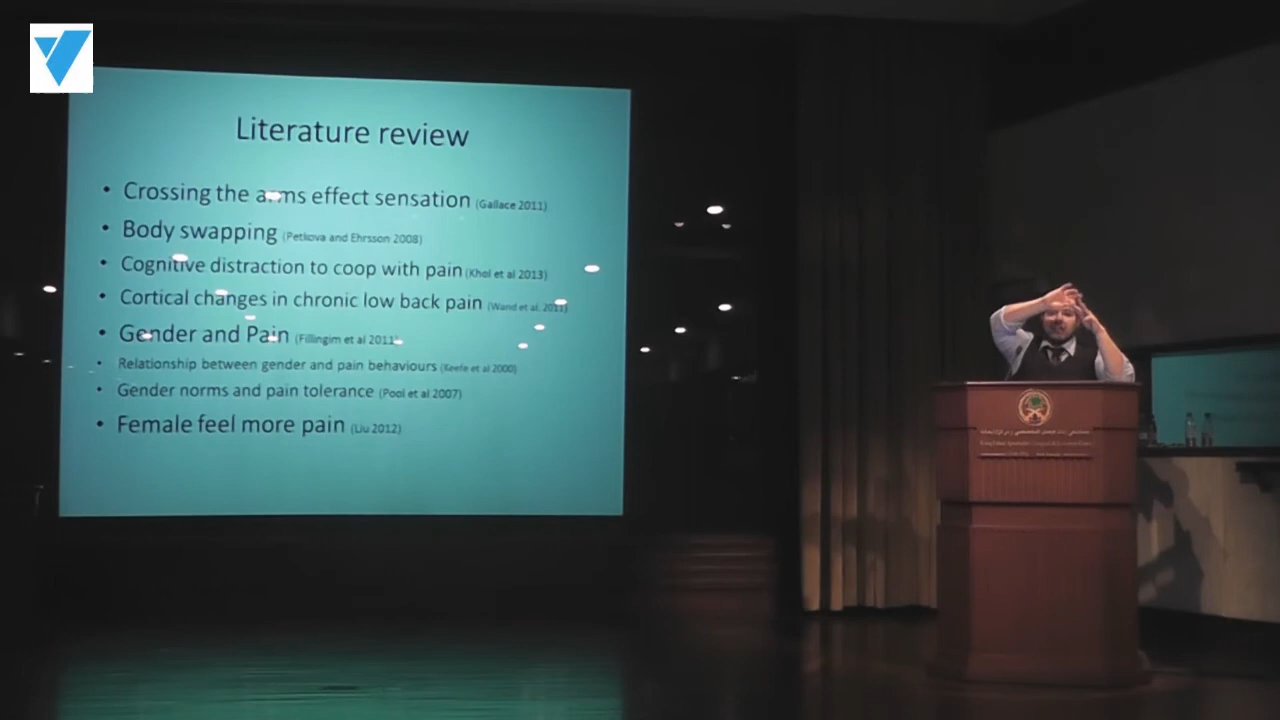 Literature review
• Crossing the arms effect sensation (Gallace 2011)
• Body swapping (Petkova and Ehrsson 2008)
• Cognitive distraction to coop with pain (Khol et al 2013)
• Cortical changes in chronic low back pain (Wand et al. 2011)
• Gender and Pain (Fillingim et al 2011)
• Relationship between gender and pain behaviours (Keefe et al 2000)
• Gender norms and pain tolerance (Pool et al 2007)
• Female feel more pain (Liu 2012)